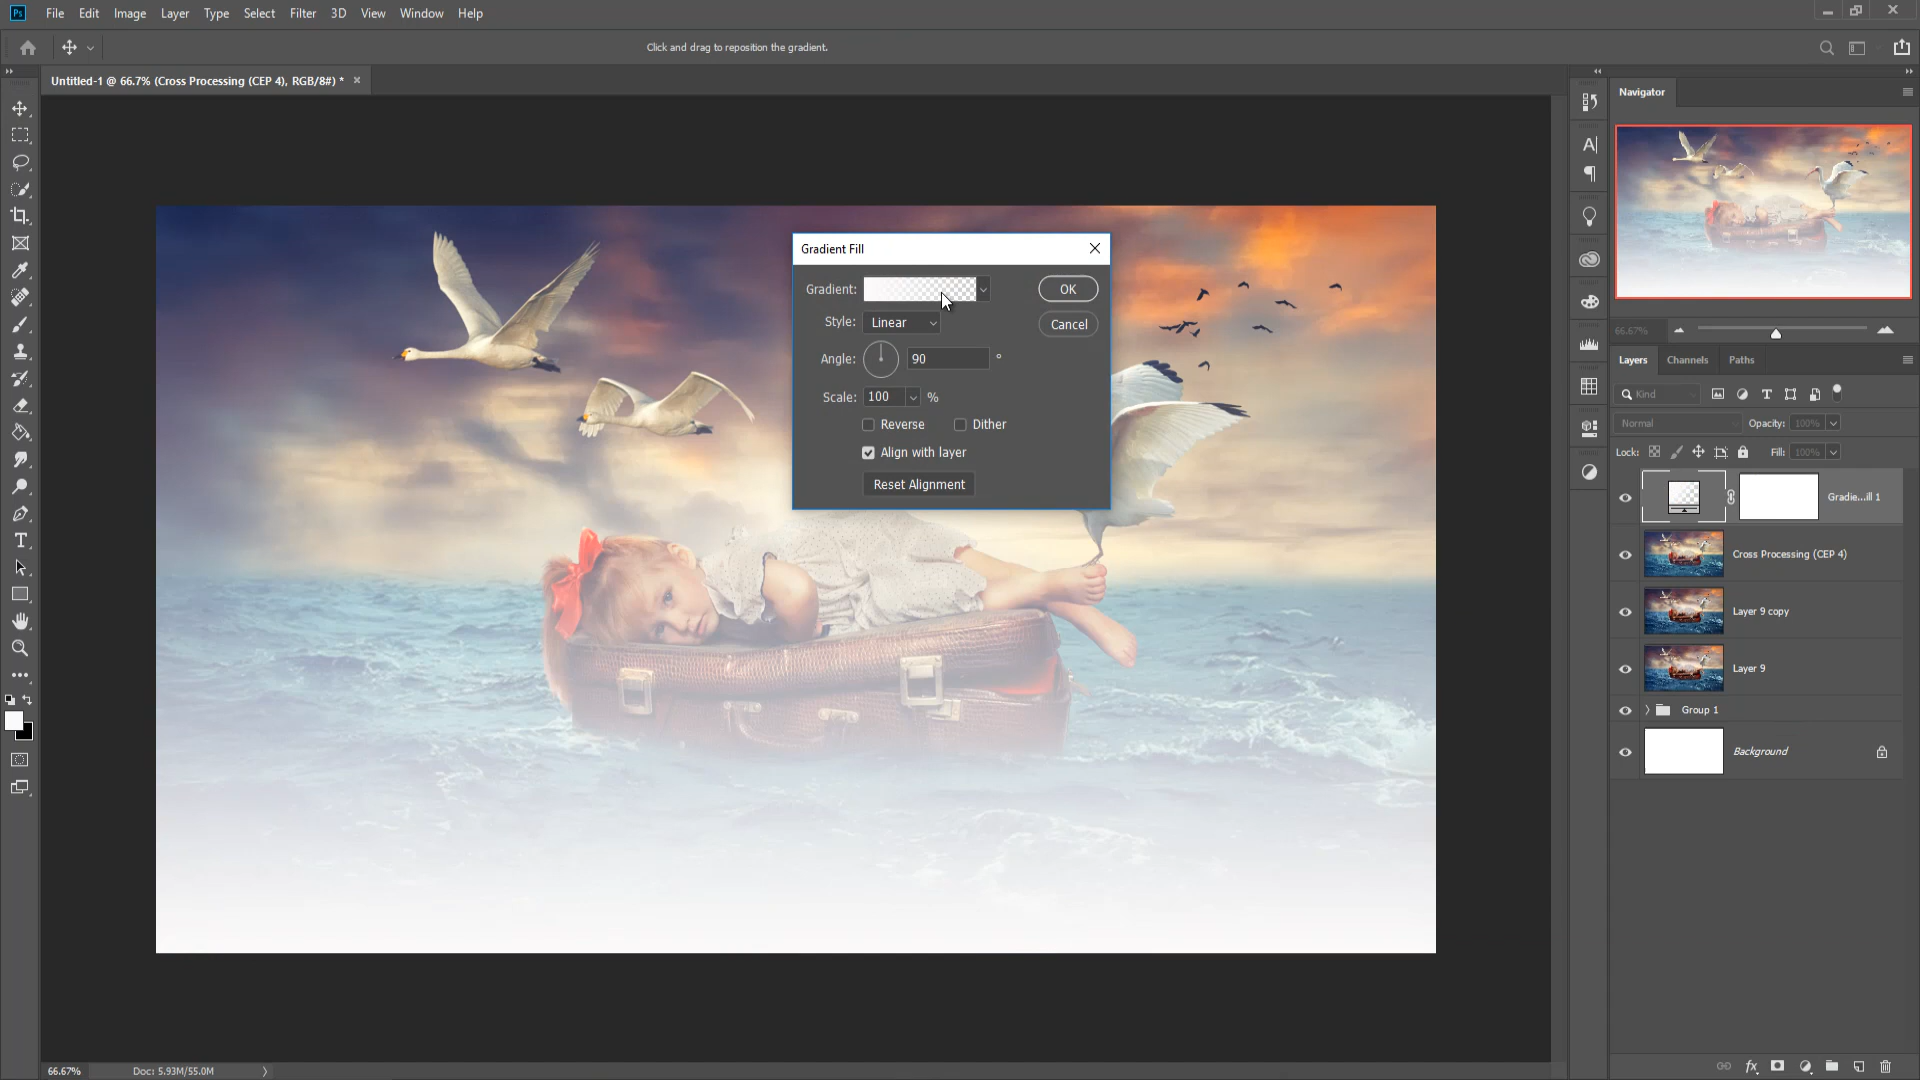 Ps File Edit Image Layer Type Select Filter 3D View Window Help
Click and drag to reposition the gradient.
Untitled-1 @ 66.7% (Cross Processing (CEP 4), RGB/8#) *
Navigator
Gradient Fill
Gradient: OK
Style: Linear Cancel
Angle: 90 °
Scale: 100 %
Reverse Dither
Align with layer
Reset Alignment
66.67%
Layers Channels Paths
Kind
Normal Opacity: 100%
Lock: Fill: 100%
Gradie...ill 1
Cross Processing (CEP 4)
Layer 9 copy
Layer 9
Group 1
Background
66.67% Doc: 5.93M/55.0M